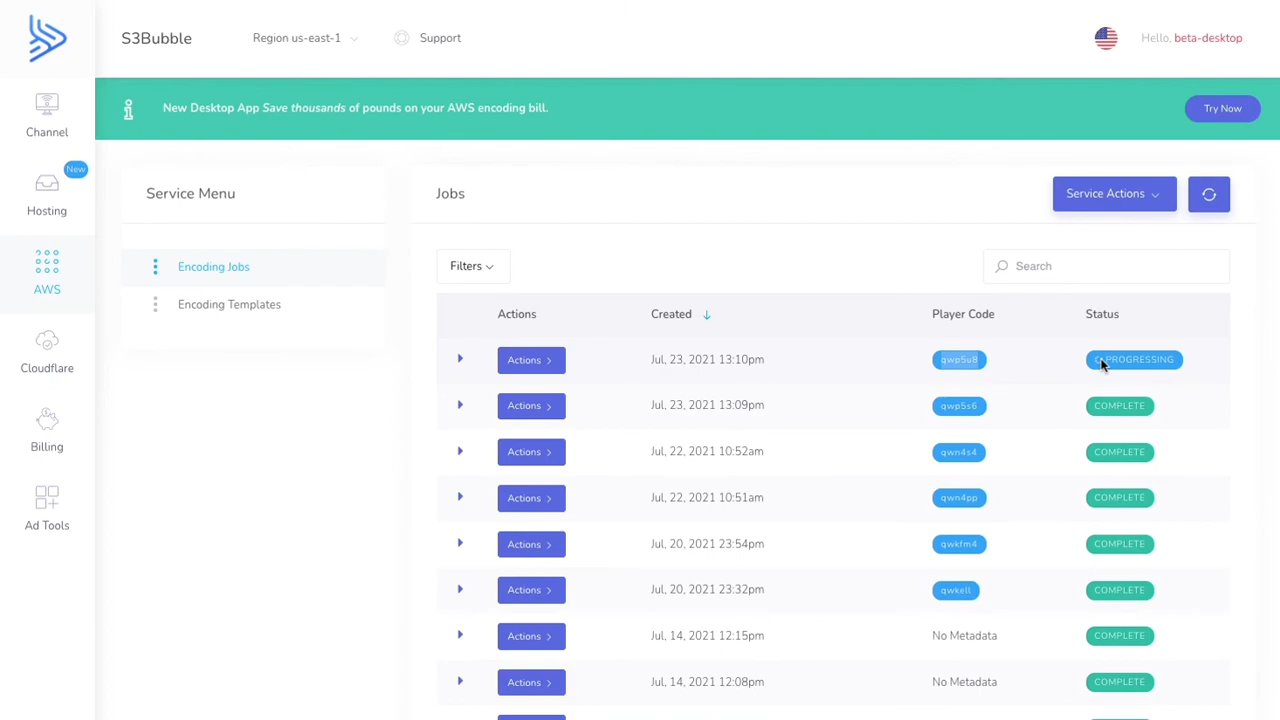 S3Bubble
Region us-east-1
Support
Hello, beta-desktop
New Desktop App Save thousands of pounds on your AWS encoding bill.
Try Now
Channel
New
Hosting
AWS
Cloudflare
Billing
Ad Tools
Service Menu
Encoding Jobs
Encoding Templates
Jobs
Service Actions
Filters
Search
Actions Created Player Code Status
Actions Jul, 23, 2021 13:10pm qwp5u8 PROGRESSING
Actions Jul, 23, 2021 13:09pm qwp5s6 COMPLETE
Actions Jul, 22, 2021 10:52am qwn4s4 COMPLETE
Actions Jul, 22, 2021 10:51am qwn4pp COMPLETE
Actions Jul, 20, 2021 23:54pm qwkfm4 COMPLETE
Actions Jul, 20, 2021 23:32pm qwkell COMPLETE
Actions Jul, 14, 2021 12:15pm No Metadata COMPLETE
Actions Jul, 14, 2021 12:08pm No Metadata COMPLETE